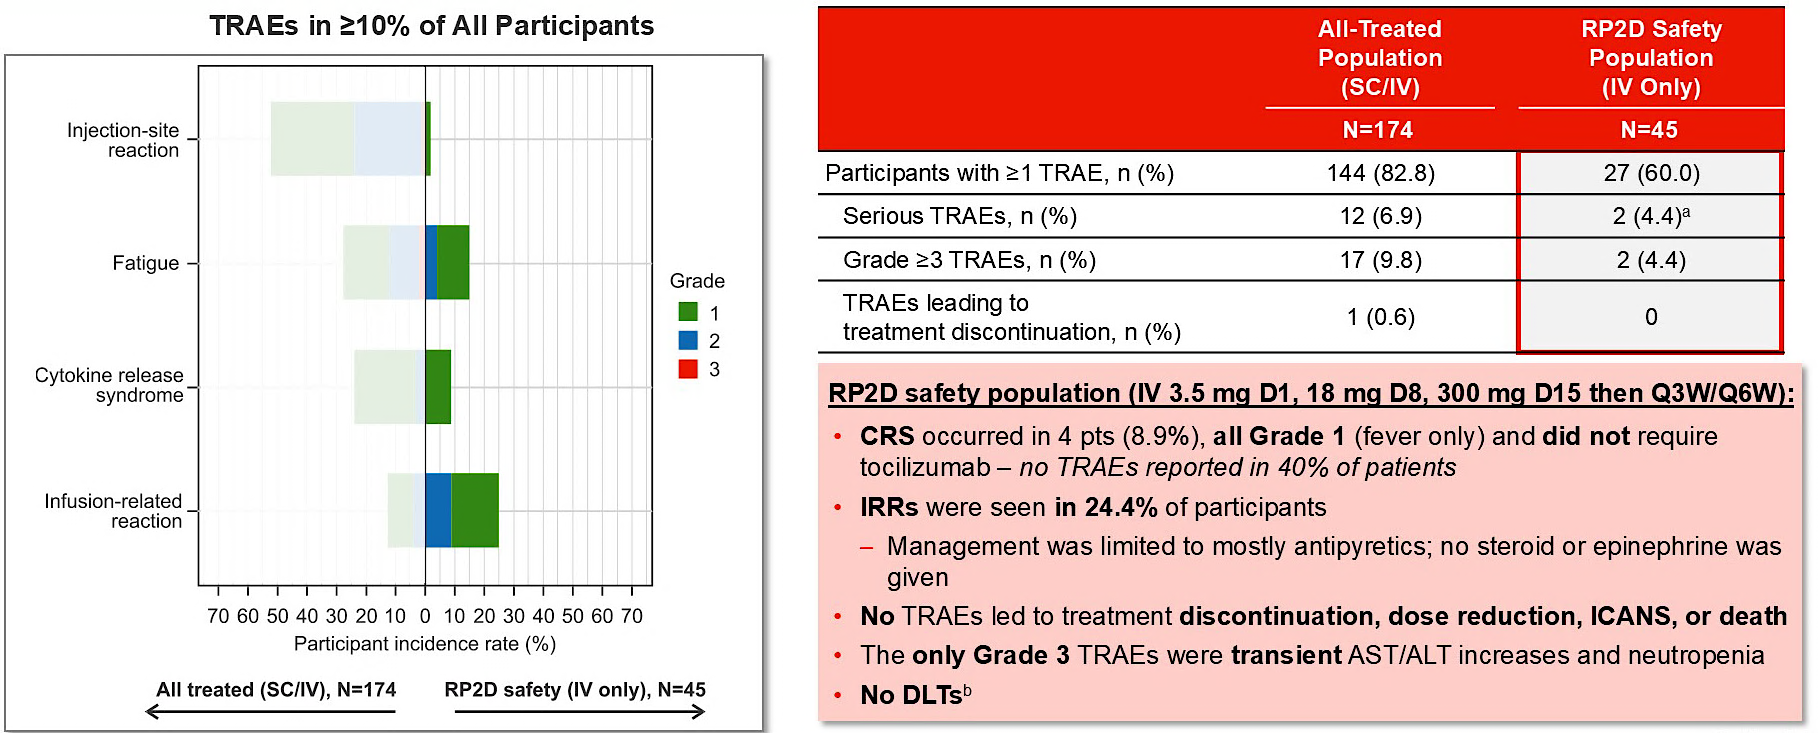 TRAEs in ≥10% of All Participants
Injection-site
reaction
Fatigue
Cytokine release
syndrome
Infusion-related
reaction
Grade
1
2
3
70 60 50 40 30 20 10 0 10 20 30 40 50 60 70
Participant incidence rate (%)
All treated (SC/IV), N=174 RP2D safety (IV only), N=45
All-Treated
Population
(SC/IV)
RP2D Safety
Population
(IV Only)
N=174 N=45
Participants with ≥1 TRAE, n (%) 144 (82.8) 27 (60.0)
Serious TRAEs, n (%) 12 (6.9) 2 (4.4)a
Grade ≥3 TRAEs, n (%) 17 (9.8) 2 (4.4)
TRAEs leading to
treatment discontinuation, n (%) 1 (0.6) 0
RP2D safety population (IV 3.5 mg D1, 18 mg D8, 300 mg D15 then Q3W/Q6W):
• CRS occurred in 4 pts (8.9%), all Grade 1 (fever only) and did not require
tocilizumab – no TRAEs reported in 40% of patients
• IRRs were seen in 24.4% of participants
– Management was limited to mostly antipyretics; no steroid or epinephrine was
given
• No TRAEs led to treatment discontinuation, dose reduction, ICANS, or death
• The only Grade 3 TRAEs were transient AST/ALT increases and neutropenia
• No DLTsb